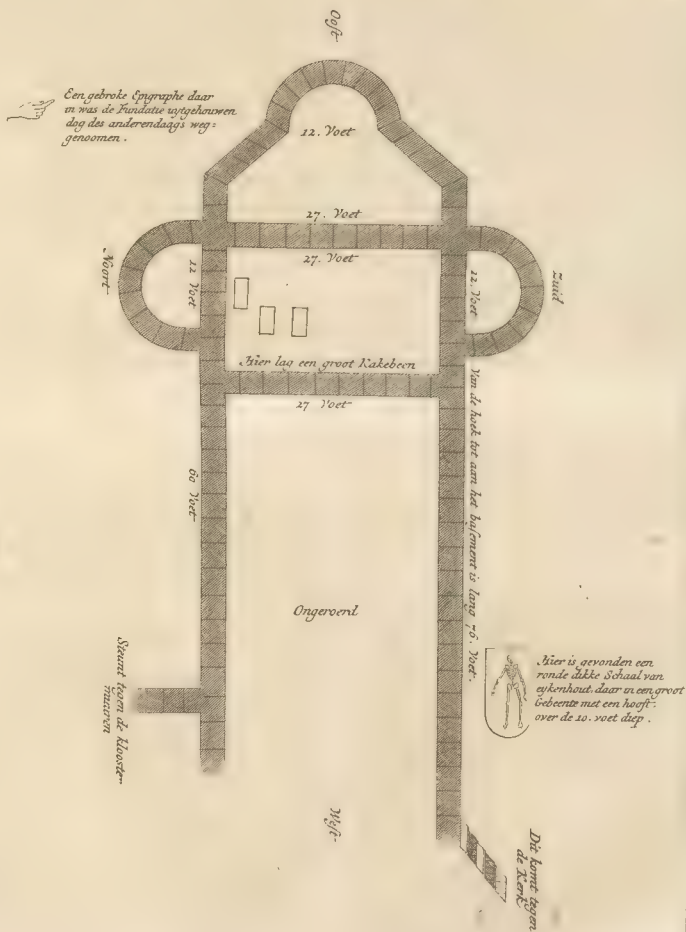 Ooſt
Een gebroke Epigraphe daar
in was de Fundatie uytgehouwen
dog des anderendaags weg=
genoomen.
12. Voet
27. Voet
27. Voet
Noort
12 Voet
12. Voet
Zuid
Hier lag een groot Kakebeen
27 Voet
60 Voet
Van de hoek tot aan het baſement is lang 76. Voet.
Ongeroerd
Steunt tegen de klooster
muuren
Hier is gevonden een
ronde dikke Schaal van
eykenhout, daar in een groot
Gebeente met een hooft
over de 10. voet diep.
Weſt
Dit komt tegen
de Kerk